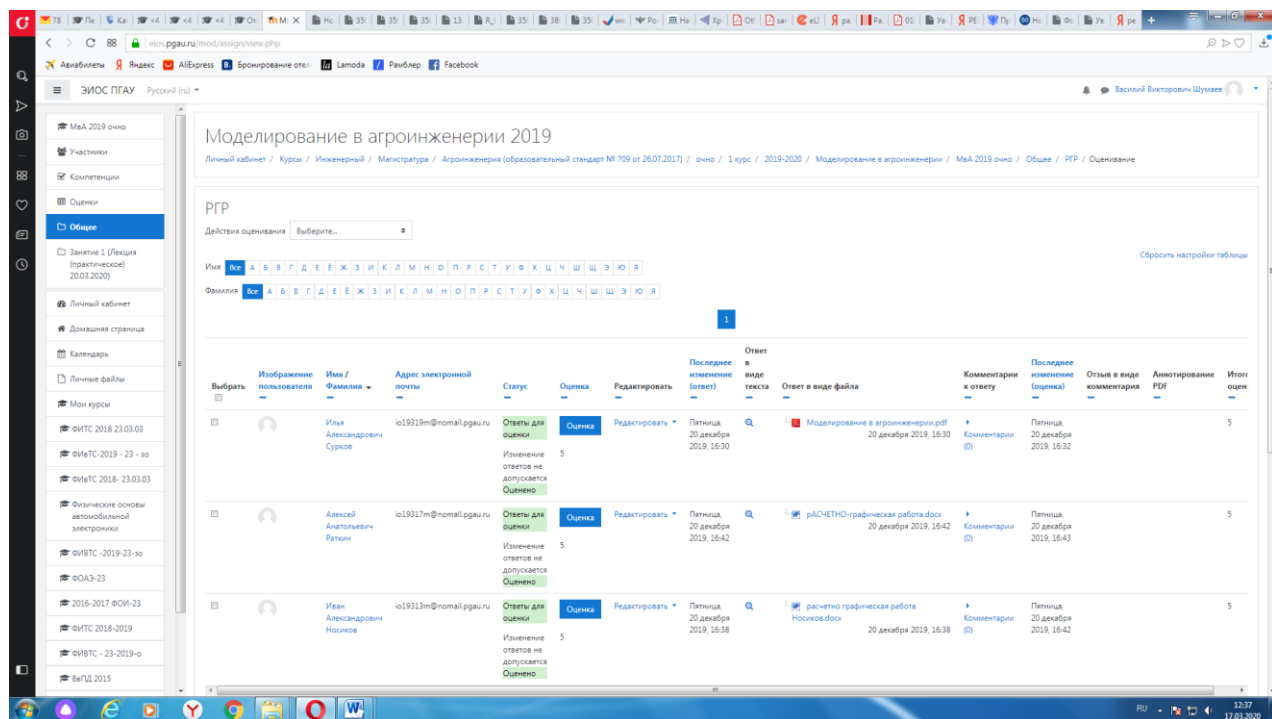 eios.pgau.ru/mod/assign/view.php
Авиабилеты Яндекс AliExpress Бронирование отел Lamoda Рамблер Facebook
ЭИОС ПГАУ Русский (ru)
Василий Викторович Шумаев
МвА 2019 очно
Участники
Компетенции
Оценки
Общее
Занятие 1 (Лекция
(практическое)
20.03.2020)
Личный кабинет
Домашняя страница
Календарь
Личные файлы
Мои курсы
ФИТС 2018 23.03.03
ФИвТС-2019 - 23 - зо
ФИвТС 2018- 23.03.03
Физические основы
автомобильной
электроники
ФИВТС -2019-23-зо
ФОАЭ-23
2016-2017 ФОИ-23
ФИТС 2018-2019
ФИВТС - 23-2019-о
ВвПД 2015
Моделирование в агроинженерии 2019
Личный кабинет / Курсы / Инженерный / Магистратура / Агроинженерия (образовательный стандарт № 709 от 26.07.2017) / очно / 1 курс / 2019-2020 / Моделирование в агроинженерии / МвА 2019 очно / Общее / РГР / Оценивание
РГР
Действия оценивания Выберите...
Сбросить настройки таблицы
Имя Все А Б В Г Д Е Ё Ж З И К Л М Н О П Р С Т У Ф Х Ц Ч Ш Щ Э Ю Я
Фамилия Все А Б В Г Д Е Ё Ж З И К Л М Н О П Р С Т У Ф Х Ц Ч Ш Щ Э Ю Я
1
Выбрать
Изображение
пользователя
Имя /
Фамилия
Адрес электронной
почты
Статус
Оценка
Редактировать
Последнее
изменение
(ответ)
Ответ
в
виде
текста
Ответ в виде файла
Комментарии
к ответу
Последнее
изменение
(оценка)
Отзыв в виде
комментария
Аннотирование
PDF
Итого
оцен
Илья
Александрович
Сурков
io19319m@nomail.pgau.ru
Ответы для
оценки
Изменение
ответов не
допускается
Оценено
Оценка
5
Редактировать
Пятница,
20 декабря
2019, 16:30
Моделирование в агроинженерии.pdf
20 декабря 2019, 16:30
Комментарии
(0)
Пятница,
20 декабря
2019, 16:32
5
Алексей
Анатольевич
Раткин
io19317m@nomail.pgau.ru
Ответы для
оценки
Изменение
ответов не
допускается
Оценено
Оценка
5
Редактировать
Пятница,
20 декабря
2019, 16:42
рАСЧЕТНО-графическая работа.docx
20 декабря 2019, 16:42
Комментарии
(0)
Пятница,
20 декабря
2019, 16:43
5
Иван
Александрович
Носиков
io19313m@nomail.pgau.ru
Ответы для
оценки
Изменение
ответов не
допускается
Оценено
Оценка
5
Редактировать
Пятница,
20 декабря
2019, 16:38
расчетно графическая работа
Носиков.docx
20 декабря 2019, 16:38
Комментарии
(0)
Пятница,
20 декабря
2019, 16:42
5
RU
12:37
17.03.2020